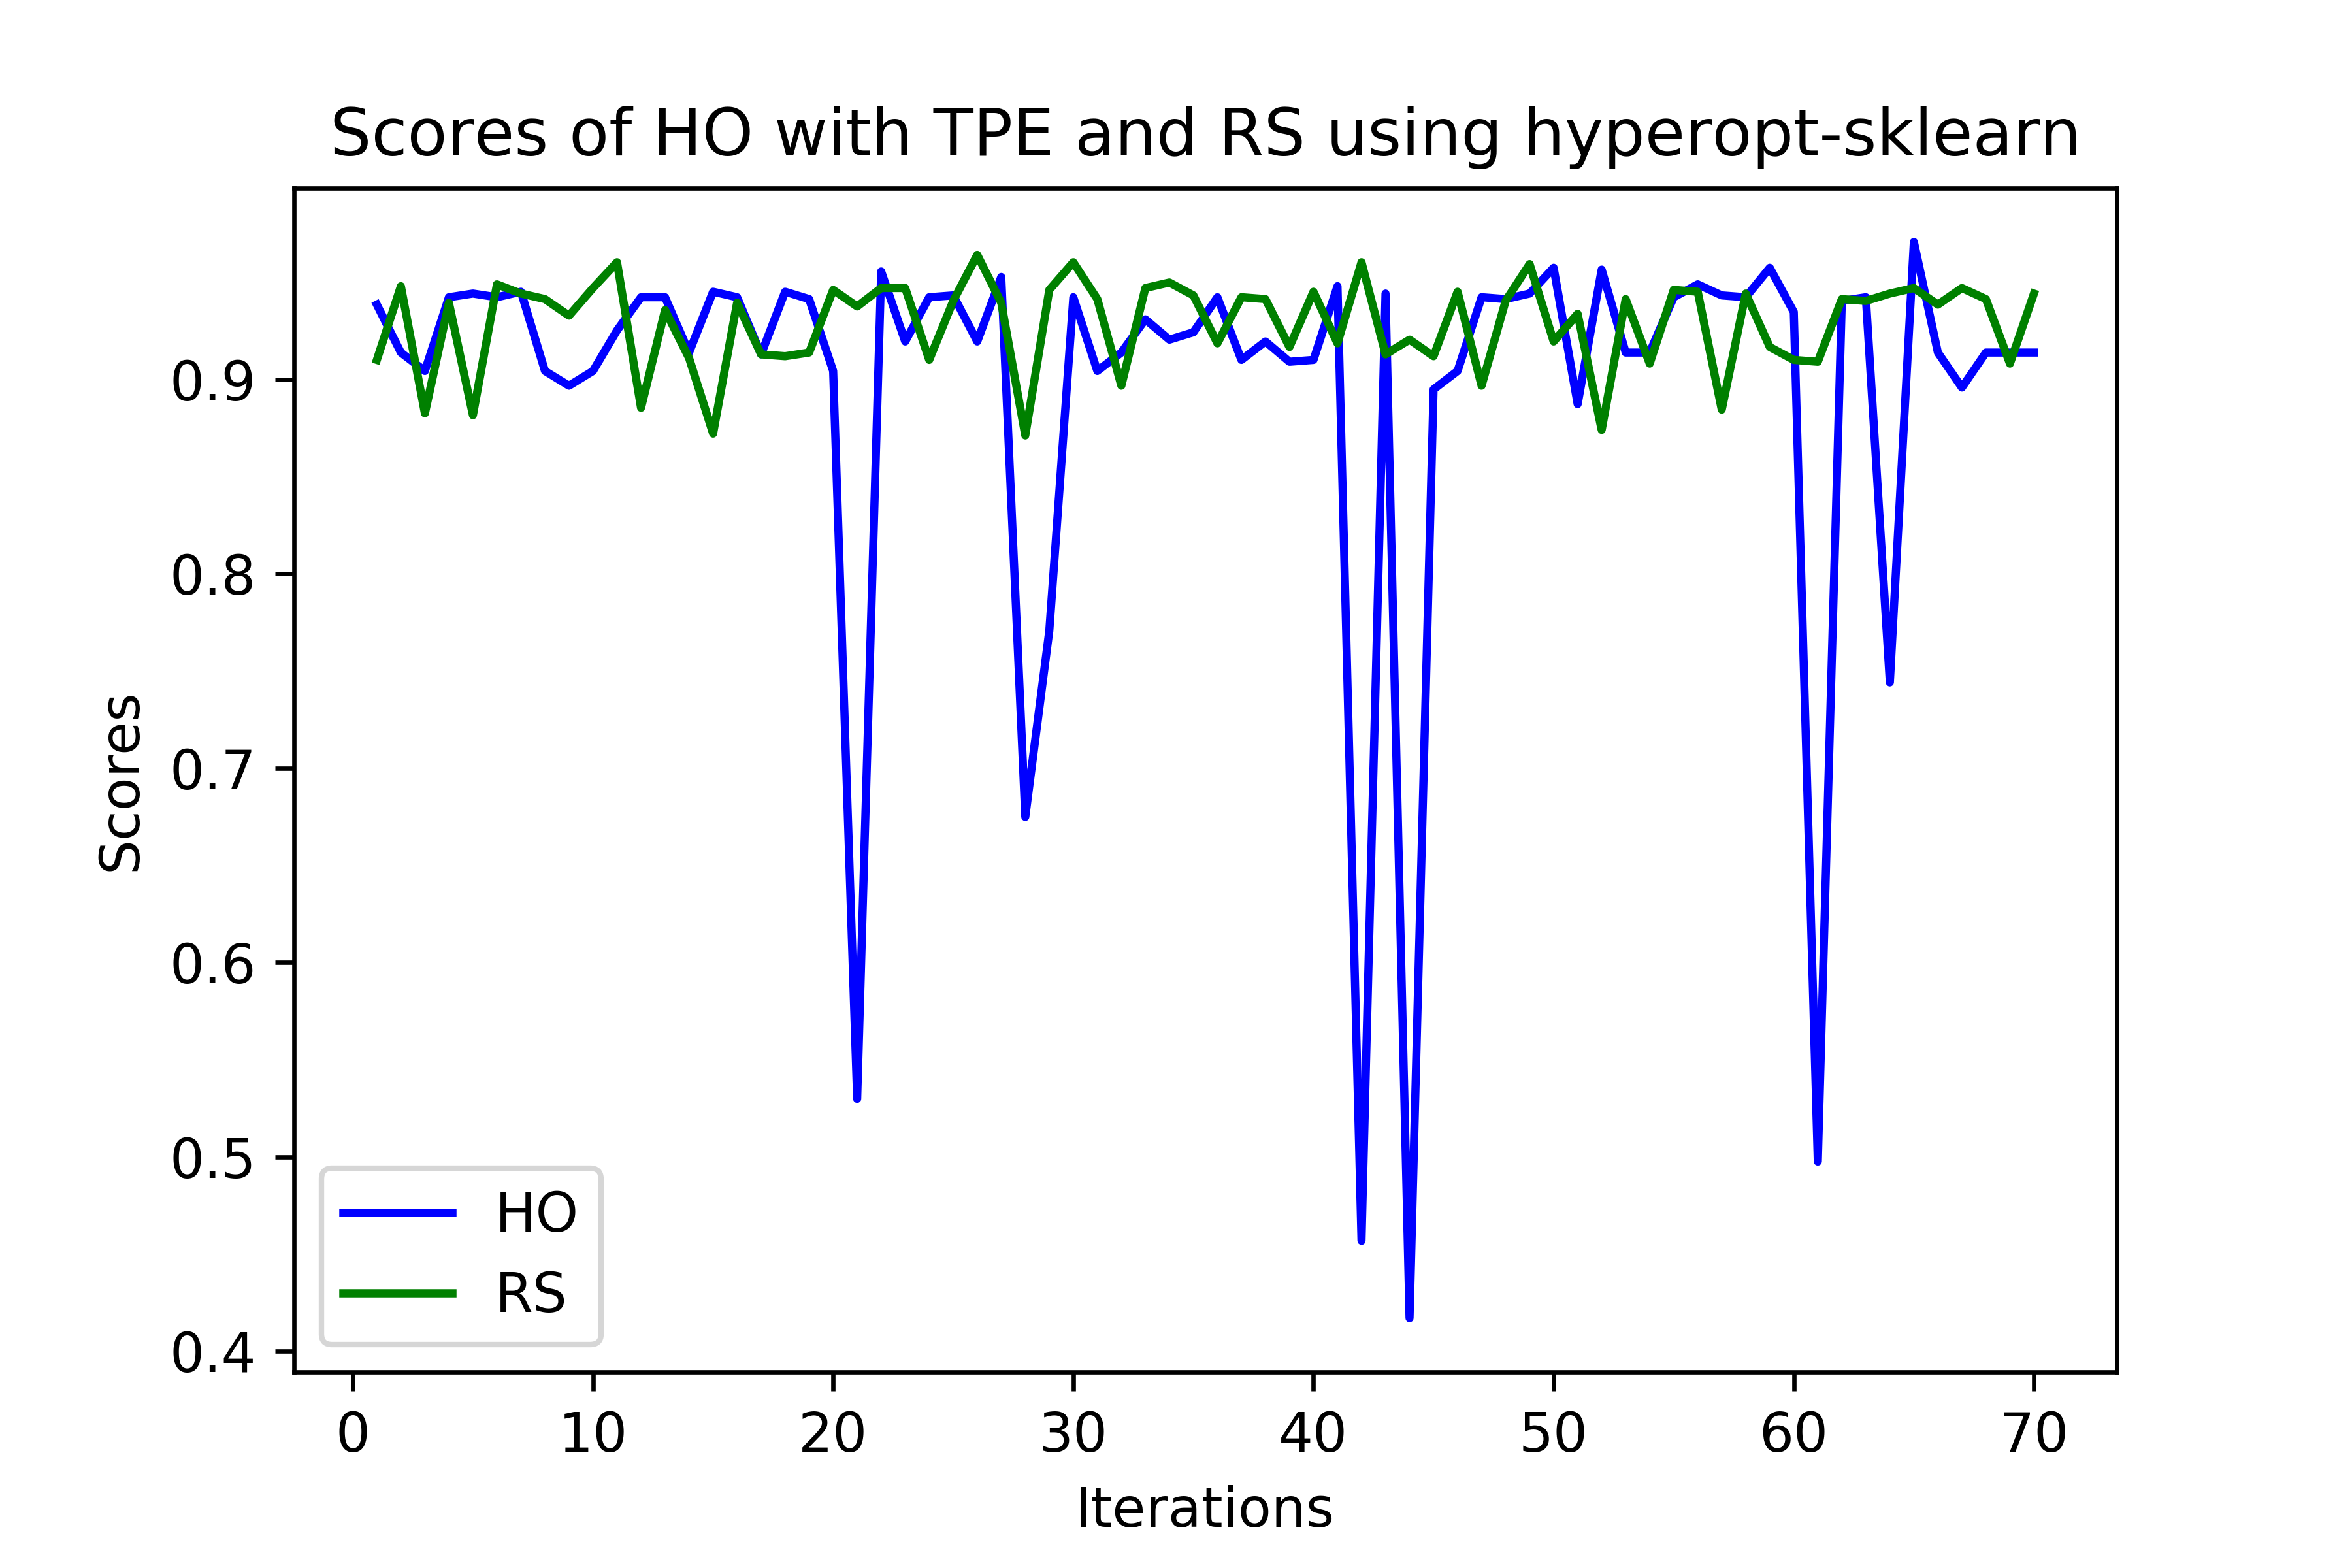 Scores of HO with TPE and RS using hyperopt-sklearn
0.9
0.8
0.7
0.6
0.5
0.4
Scores
HO
RS
0 10 20 30 40 50 60 70
Iterations